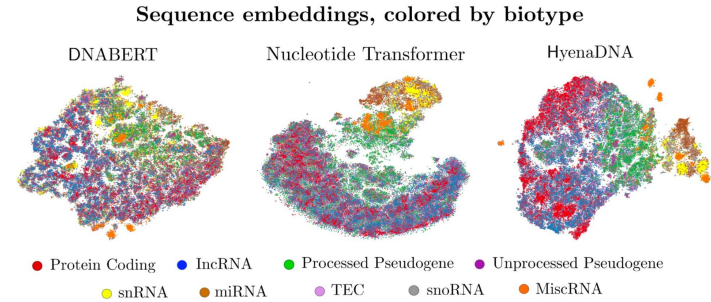 Sequence embeddings, colored by biotype
DNABERT Nucleotide Transformer HyenaDNA
Protein Coding lncRNA Processed Pseudogene Unprocessed Pseudogene
snRNA miRNA TEC snoRNA MiscRNA